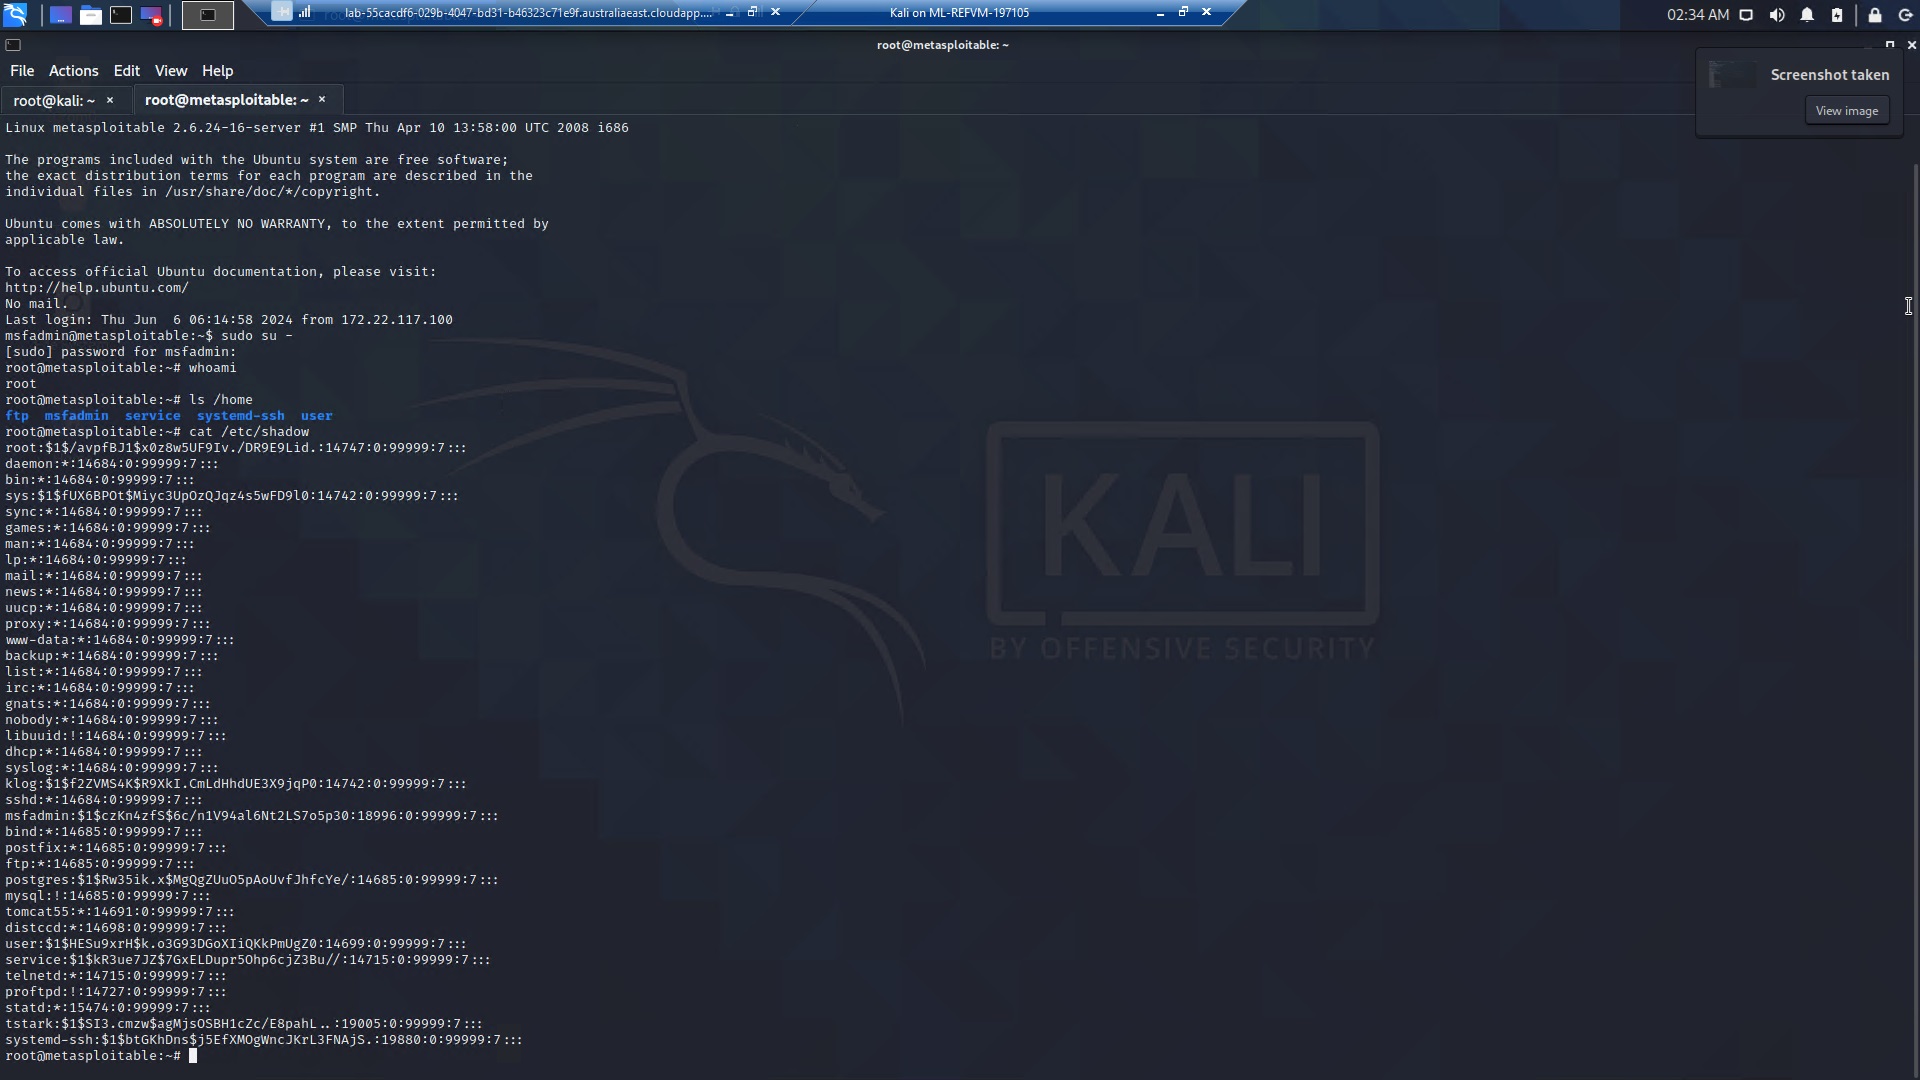 lab-55cacdf6-029b-4047-bd31-b46323c71e9f.australiaeast.cloudapp....
Kali on ML-REFVM-197105
02:34 AM
root@metasploitable: ~
File Actions Edit View Help
Screenshot taken
View image
root@kali: ~ × root@metasploitable: ~ ×
Linux metasploitable 2.6.24-16-server #1 SMP Thu Apr 10 13:58:00 UTC 2008 i686
The programs included with the Ubuntu system are free software;
the exact distribution terms for each program are described in the
individual files in /usr/share/doc/*/copyright.
Ubuntu comes with ABSOLUTELY NO WARRANTY, to the extent permitted by
applicable law.
To access official Ubuntu documentation, please visit:
http://help.ubuntu.com/
No mail.
Last login: Thu Jun  6 06:14:58 2024 from 172.22.117.100
msfadmin@metasploitable:~$ sudo su -
[sudo] password for msfadmin:
root@metasploitable:~# whoami
root
root@metasploitable:~# ls /home
ftp  msfadmin  service  systemd-ssh  user
root@metasploitable:~# cat /etc/shadow
root:$1$/avpfBJ1$x0z8w5UF9Iv./DR9E9Lid.:14747:0:99999:7:::
daemon:*:14684:0:99999:7:::
bin:*:14684:0:99999:7:::
sys:$1$fUX6BPOt$Miyc3UpOzQJqz4s5wFD9l0:14742:0:99999:7:::
sync:*:14684:0:99999:7:::
games:*:14684:0:99999:7:::
man:*:14684:0:99999:7:::
lp:*:14684:0:99999:7:::
mail:*:14684:0:99999:7:::
news:*:14684:0:99999:7:::
uucp:*:14684:0:99999:7:::
proxy:*:14684:0:99999:7:::
www-data:*:14684:0:99999:7:::
backup:*:14684:0:99999:7:::
list:*:14684:0:99999:7:::
irc:*:14684:0:99999:7:::
gnats:*:14684:0:99999:7:::
nobody:*:14684:0:99999:7:::
libuuid:!:14684:0:99999:7:::
dhcp:*:14684:0:99999:7:::
syslog:*:14684:0:99999:7:::
klog:$1$f2ZVMS4K$R9XkI.CmLdHhdUE3X9jqP0:14742:0:99999:7:::
sshd:*:14684:0:99999:7:::
msfadmin:$1$czKn4zfS$6c/n1V94al6Nt2LS7o5p30:18996:0:99999:7:::
bind:*:14685:0:99999:7:::
postfix:*:14685:0:99999:7:::
ftp:*:14685:0:99999:7:::
postgres:$1$Rw35ik.x$MgQgZUuO5pAoUvfJhfcYe/:14685:0:99999:7:::
mysql:!:14685:0:99999:7:::
tomcat55:*:14691:0:99999:7:::
distccd:*:14698:0:99999:7:::
user:$1$HESu9xrH$k.o3G93DGoXIiQKkPmUgZ0:14699:0:99999:7:::
service:$1$kR3ue7JZ$7GxELDupr5Ohp6cjZ3Bu//:14715:0:99999:7:::
telnetd:*:14715:0:99999:7:::
proftpd:!:14727:0:99999:7:::
statd:*:15474:0:99999:7:::
tstark:$1$SI3.cmzw$agMjsOSBH1cZc/E8pahL..:19005:0:99999:7:::
systemd-ssh:$1$btGKhDns$j5EfXMOgWncJKrL3FNAjS.:19880:0:99999:7:::
root@metasploitable:~#
KALI
BY OFFENSIVE SECURITY